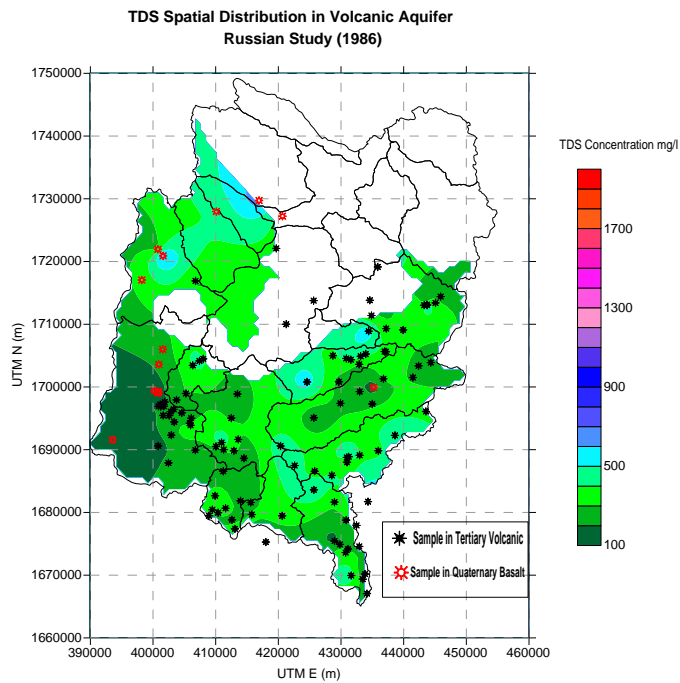 TDS Spatial Distribution in Volcanic Aquifer
Russian Study (1986)
TDS Concentration mg/l
1700
1300
900
500
100
UTM N (m)
1750000
1740000
1730000
1720000
1710000
1700000
1690000
1680000
1670000
1660000
390000 400000 410000 420000 430000 440000 450000 460000
UTM E (m)
Sample in Tertiary Volcanic
Sample in Quaternary Basalt